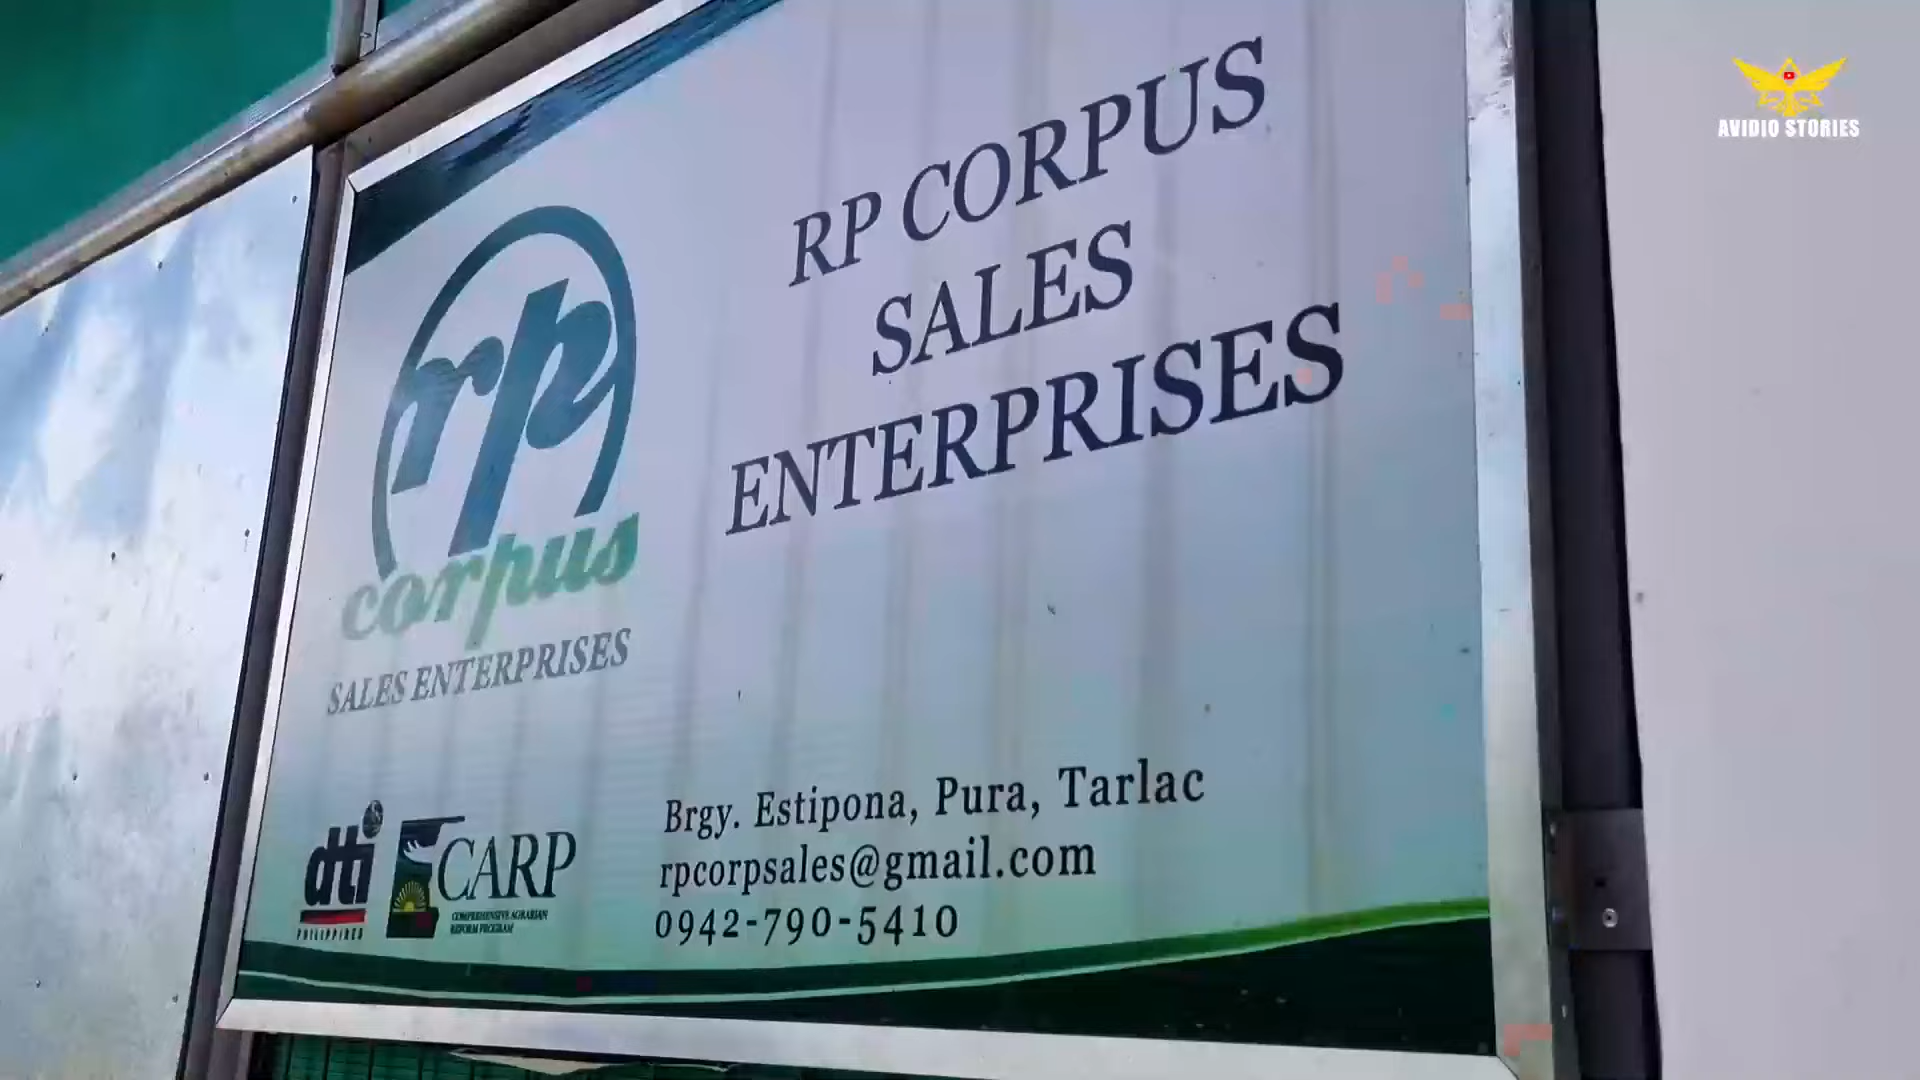 AVIDIO STORIES
RP CORPUS
SALES
ENTERPRISES
rp
corpus
SALES ENTERPRISES
dti
PHILIPPINES
CARP
COMPREHENSIVE AGRARIAN
REFORM PROGRAM
Brgy. Estipona, Pura, Tarlac
rpcorpsales@gmail.com
0942-790-5410